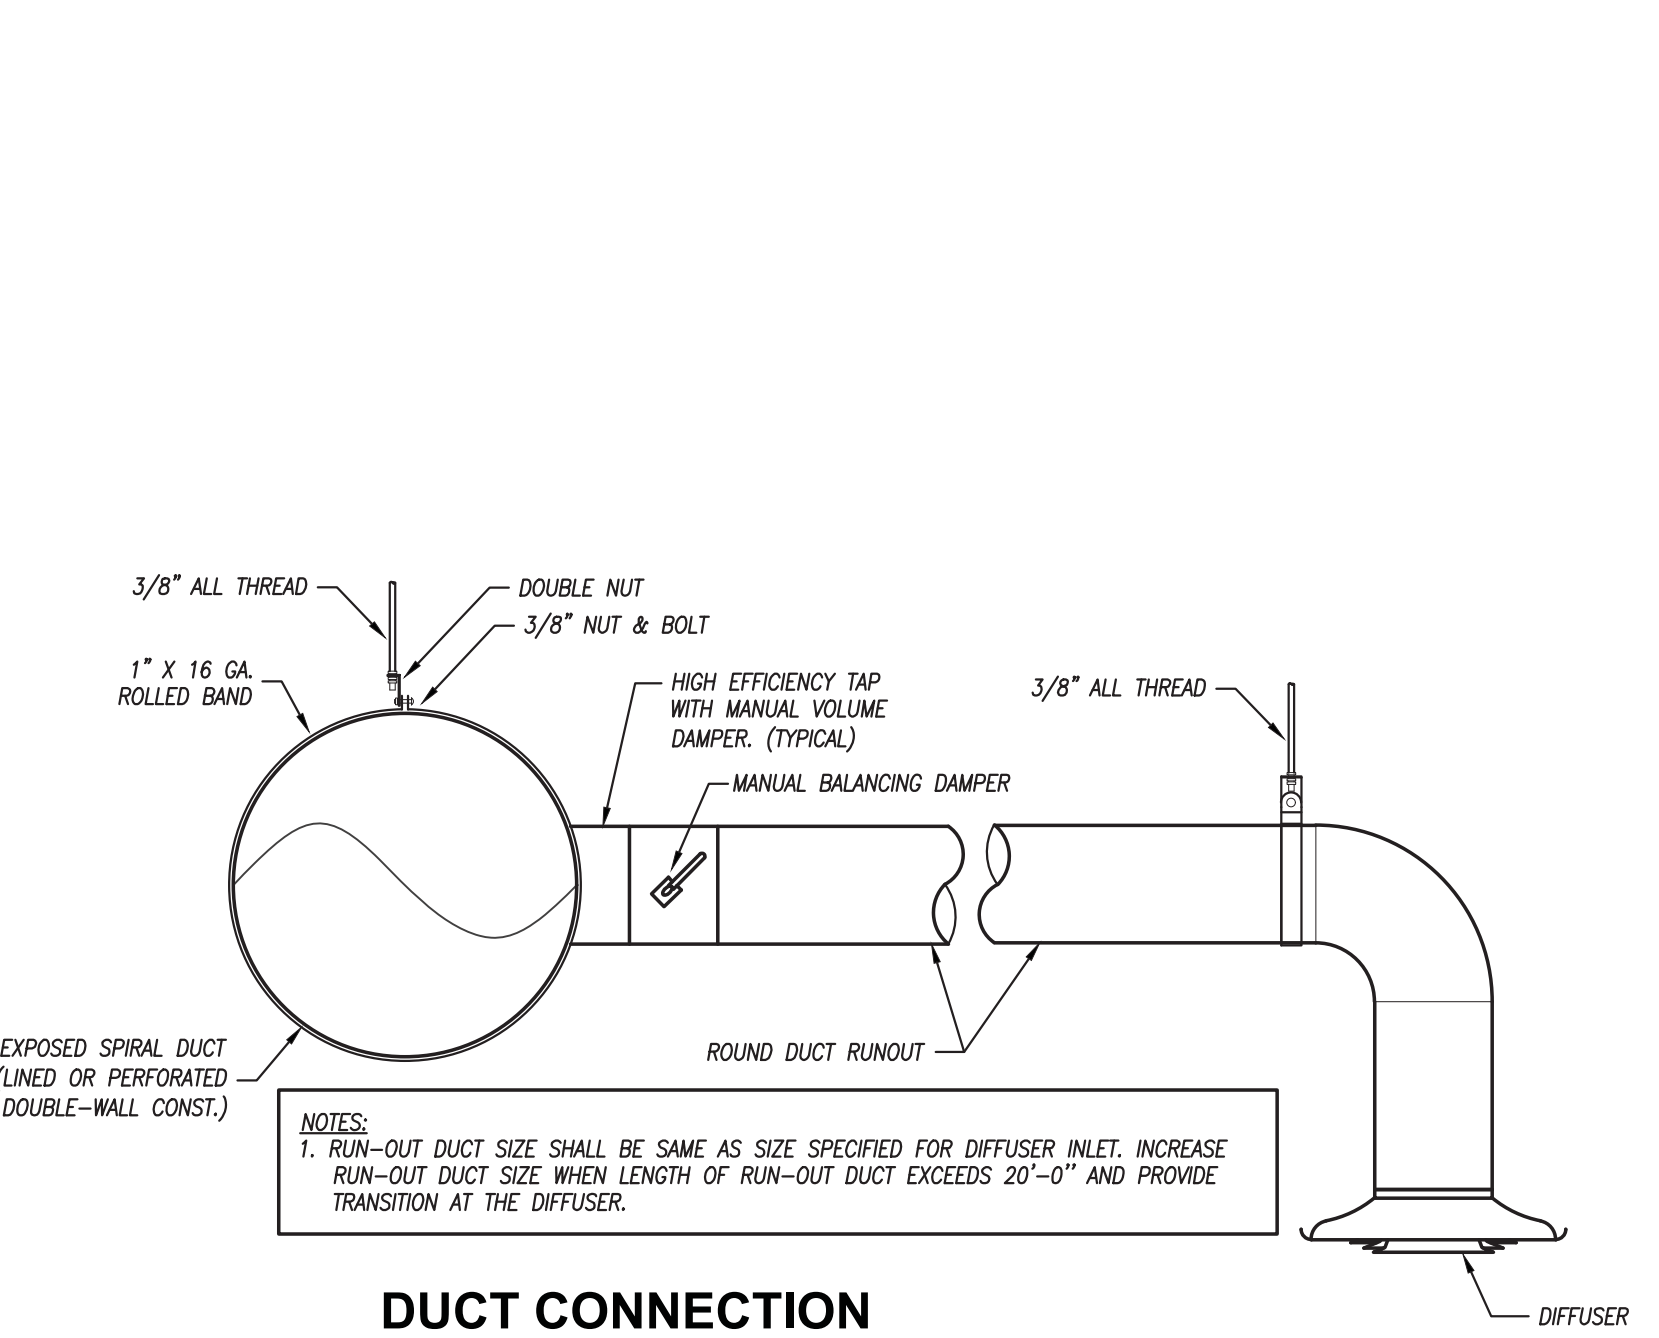 3/8" ALL THREAD
DOUBLE NUT
3/8" NUT & BOLT
1" X 16 GA.
ROLLED BAND
HIGH EFFICIENCY TAP
WITH MANUAL VOLUME
DAMPER. (TYPICAL)
3/8" ALL THREAD
MANUAL BALANCING DAMPER
EXPOSED SPIRAL DUCT
(LINED OR PERFORATED
DOUBLE-WALL CONST.)
ROUND DUCT RUNOUT
NOTES:
1. RUN-OUT DUCT SIZE SHALL BE SAME AS SIZE SPECIFIED FOR DIFFUSER INLET. INCREASE
RUN-OUT DUCT SIZE WHEN LENGTH OF RUN-OUT DUCT EXCEEDS 20'-0" AND PROVIDE
TRANSITION AT THE DIFFUSER.
DUCT CONNECTION
DIFFUSER